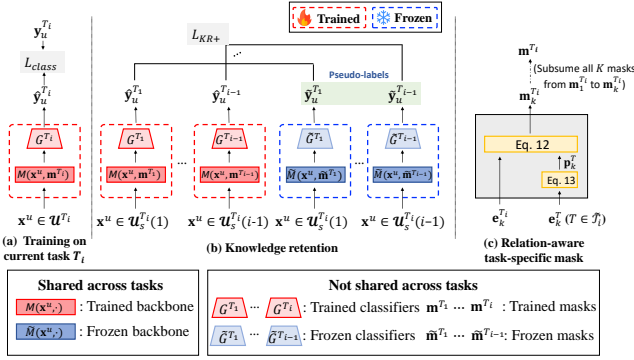 Trained
Frozen
y_u^{T_i}
L_{class}
ŷ_u^{T_i}
G^{T_i}
M(x^u, m^{T_i})
x^u ∈ 𝒰^{T_i}
(a) Training on
current task T_i
L_{KR+}
...
Pseudo-labels
ŷ_u^{T_1} ŷ_u^{T_{i-1}} ỹ_u^{T_1} ỹ_u^{T_{i-1}}
G^{T_1} ... G^{T_{i-1}} G̃^{T_1} ... G̃^{T_{i-1}}
M(x^u, m^{T_1}) M(x^u, m^{T_{i-1}}) M̃(x^u, m̃^{T_1}) M̃(x^u, m̃^{T_{i-1}})
x^u ∈ 𝒰_s^{T_i}(1) x^u ∈ 𝒰_s^{T_i}(i-1) x^u ∈ 𝒰_s^{T_i}(1) x^u ∈ 𝒰_s^{T_i}(i-1)
(b) Knowledge retention
m^{T_i}
(Subsume all K masks
from m_1^{T_i} to m_k^{T_i})
m_k^{T_i}
Eq. 12
p_k^T
Eq. 13
e_k^{T_i} e_k^T (T ∈ 𝒯̃_i)
(c) Relation-aware
task-specific mask
Shared across tasks
M(x^u,·) : Trained backbone
M̃(x^u,·) : Frozen backbone
Not shared across tasks
G^{T_1} ... G^{T_i} : Trained classifiers m^{T_1} ... m^{T_i} : Trained masks
G̃^{T_1} ... G̃^{T_{i-1}} : Frozen classifiers m̃^{T_1} ... m̃^{T_{i-1}} : Frozen masks